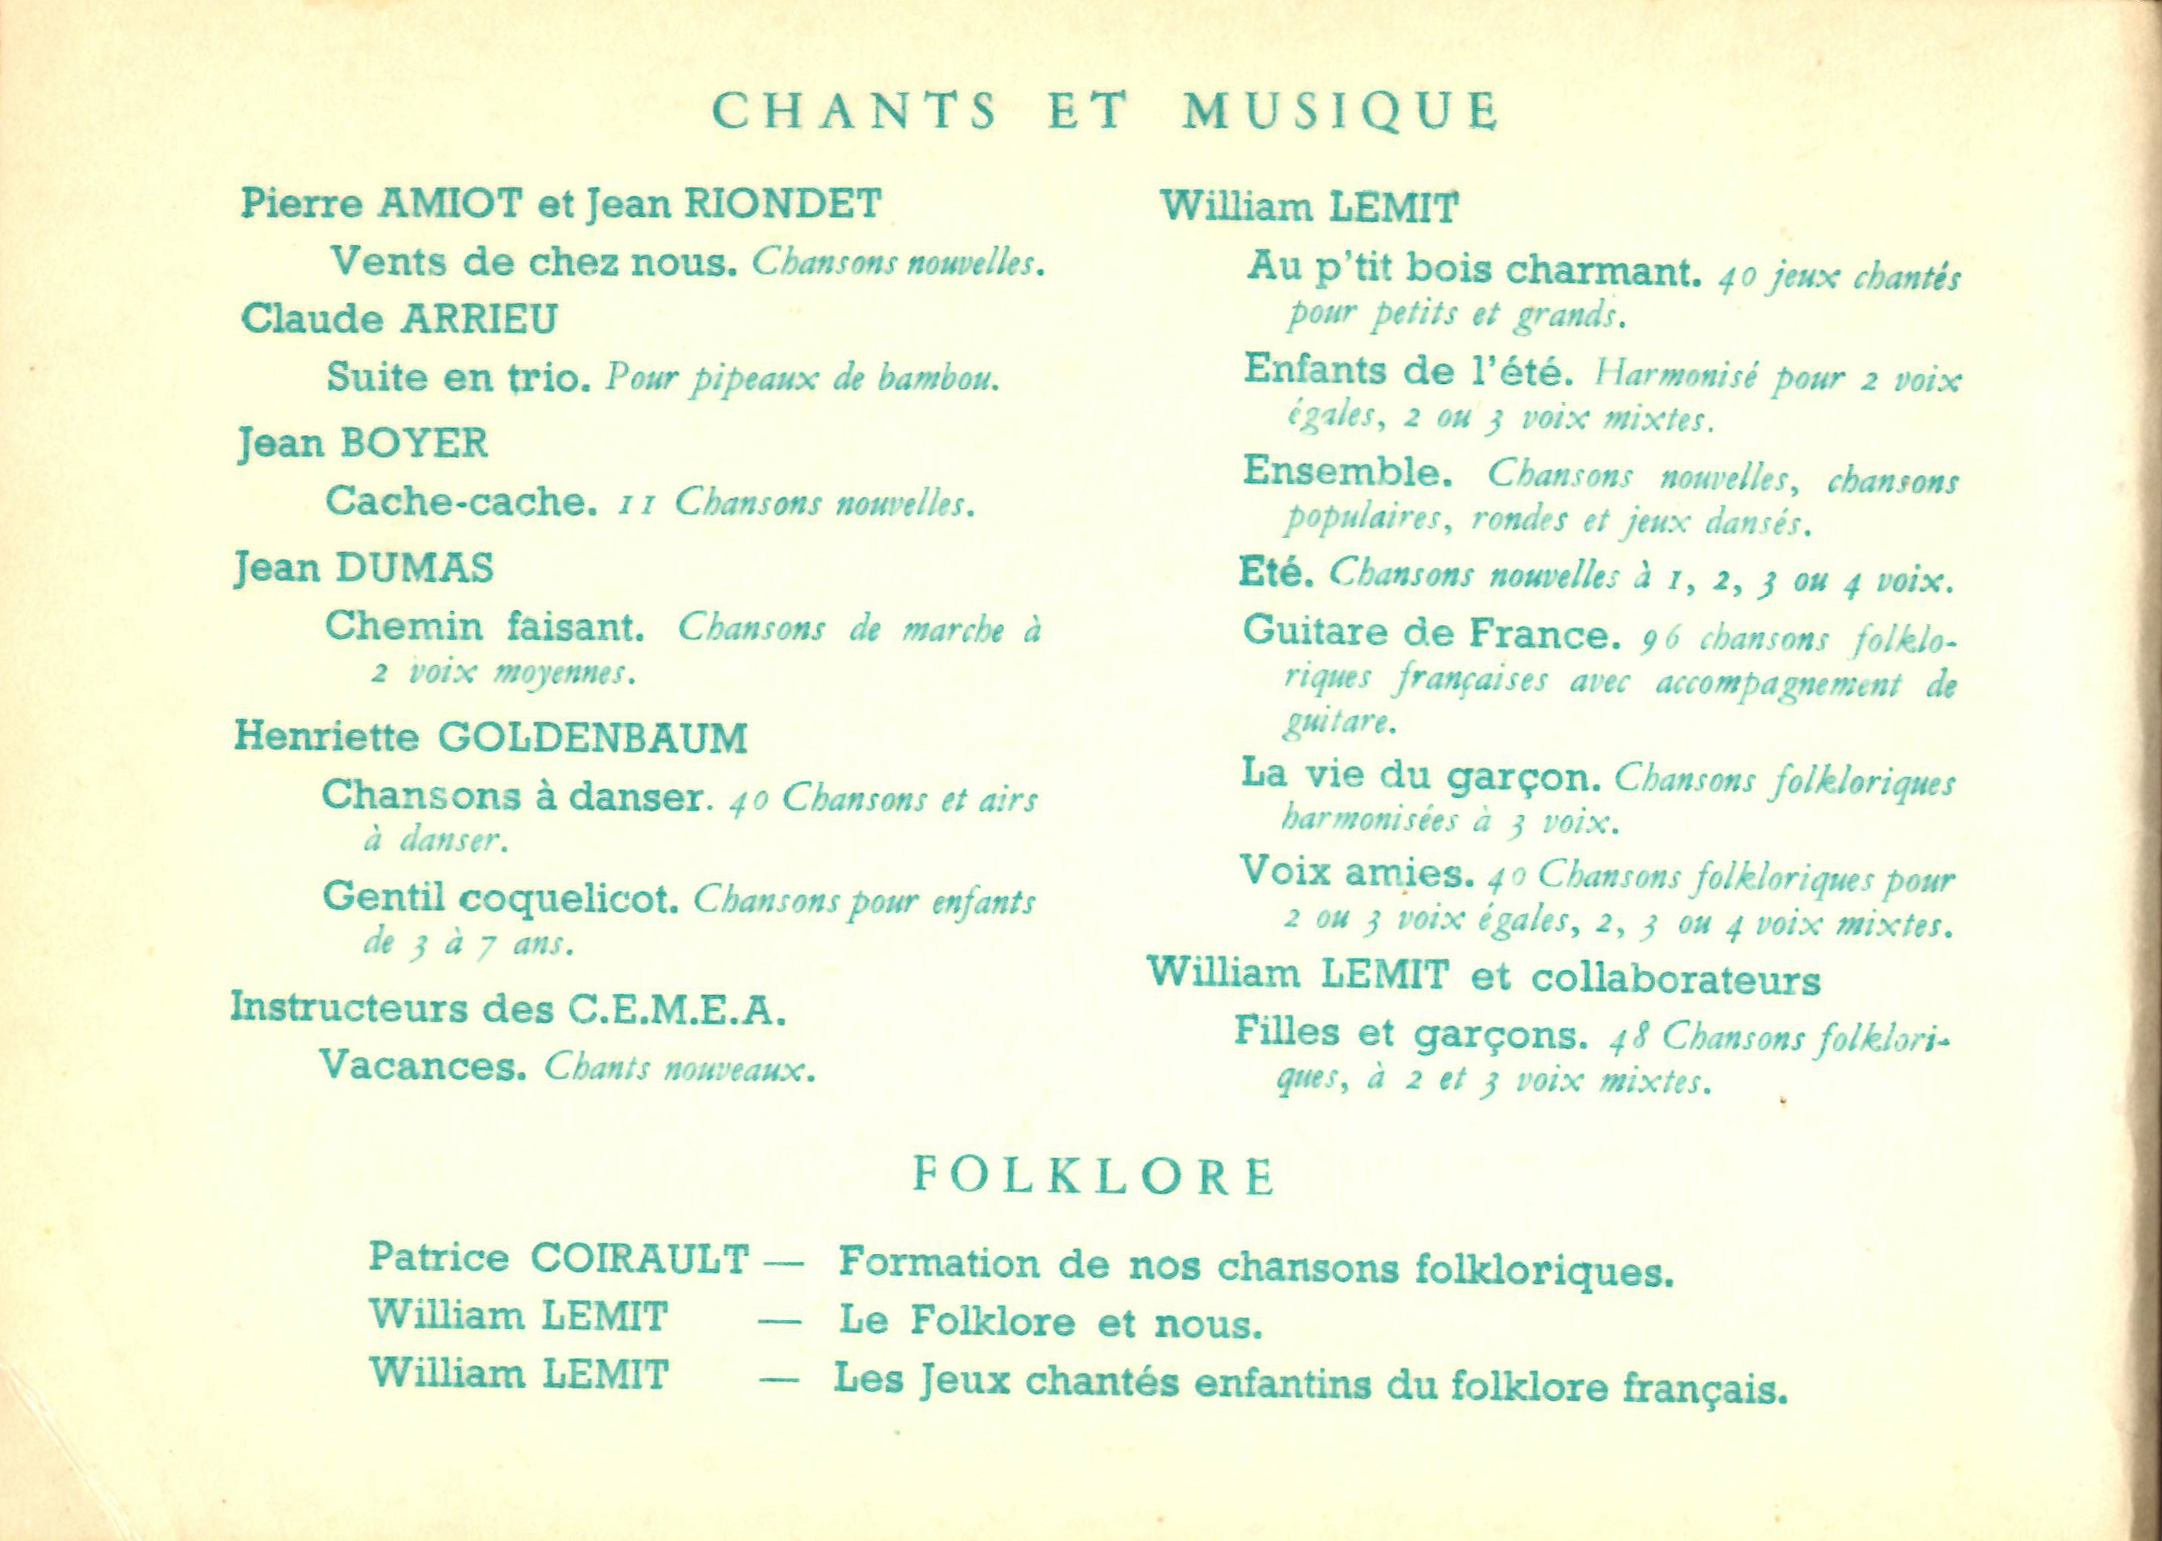 CHANTS ET MUSIQUE
Pierre AMIOT et Jean RIONDET
Vents de chez nous. Chansons nouvelles.
Claude ARRIEU
Suite en trio. Pour pipeaux de bambou.
Jean BOYER
Cache-cache. 11 Chansons nouvelles.
Jean DUMAS
Chemin faisant. Chansons de marche à
2 voix moyennes.
Henriette GOLDENBAUM
Chansons à danser. 40 Chansons et airs
à danser.
Gentil coquelicot. Chansons pour enfants
de 3 à 7 ans.
Instructeurs des C.E.M.E.A.
Vacances. Chants nouveaux.
William LEMIT
Au p'tit bois charmant. 40 jeux chantés
pour petits et grands.
Enfants de l'été. Harmonisé pour 2 voix
égales, 2 ou 3 voix mixtes.
Ensemble. Chansons nouvelles, chansons
populaires, rondes et jeux dansés.
Eté. Chansons nouvelles à 1, 2, 3 ou 4 voix.
Guitare de France. 96 chansons folklo-
riques françaises avec accompagnement de
guitare.
La vie du garçon. Chansons folkloriques
harmonisées à 3 voix.
Voix amies. 40 Chansons folkloriques pour
2 ou 3 voix égales, 2, 3 ou 4 voix mixtes.
William LEMIT et collaborateurs
Filles et garçons. 48 Chansons folklori-
ques, à 2 et 3 voix mixtes.
FOLKLORE
Patrice COIRAULT — Formation de nos chansons folkloriques.
William LEMIT — Le Folklore et nous.
William LEMIT — Les Jeux chantés enfantins du folklore français.